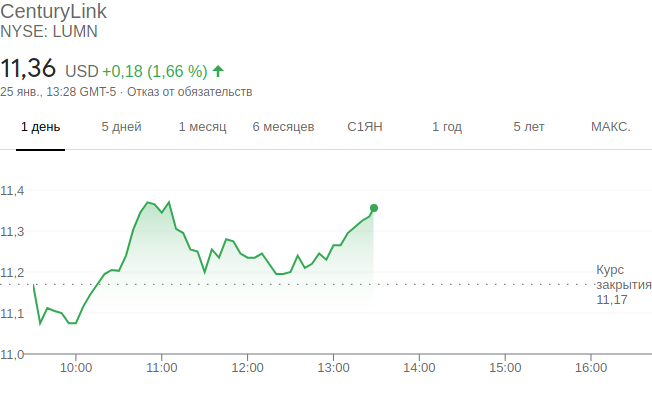 CenturyLink
NYSE: LUMN
11,36 USD +0,18 (1,66 %)
25 янв., 13:28 GMT-5 · Отказ от обязательств
1 день 5 дней 1 месяц 6 месяцев С1ЯН 1 год 5 лет МАКС.
11,4
11,3
11,2
11,1
11,0
Курс
закрытия
11,17
10:00 11:00 12:00 13:00 14:00 15:00 16:00